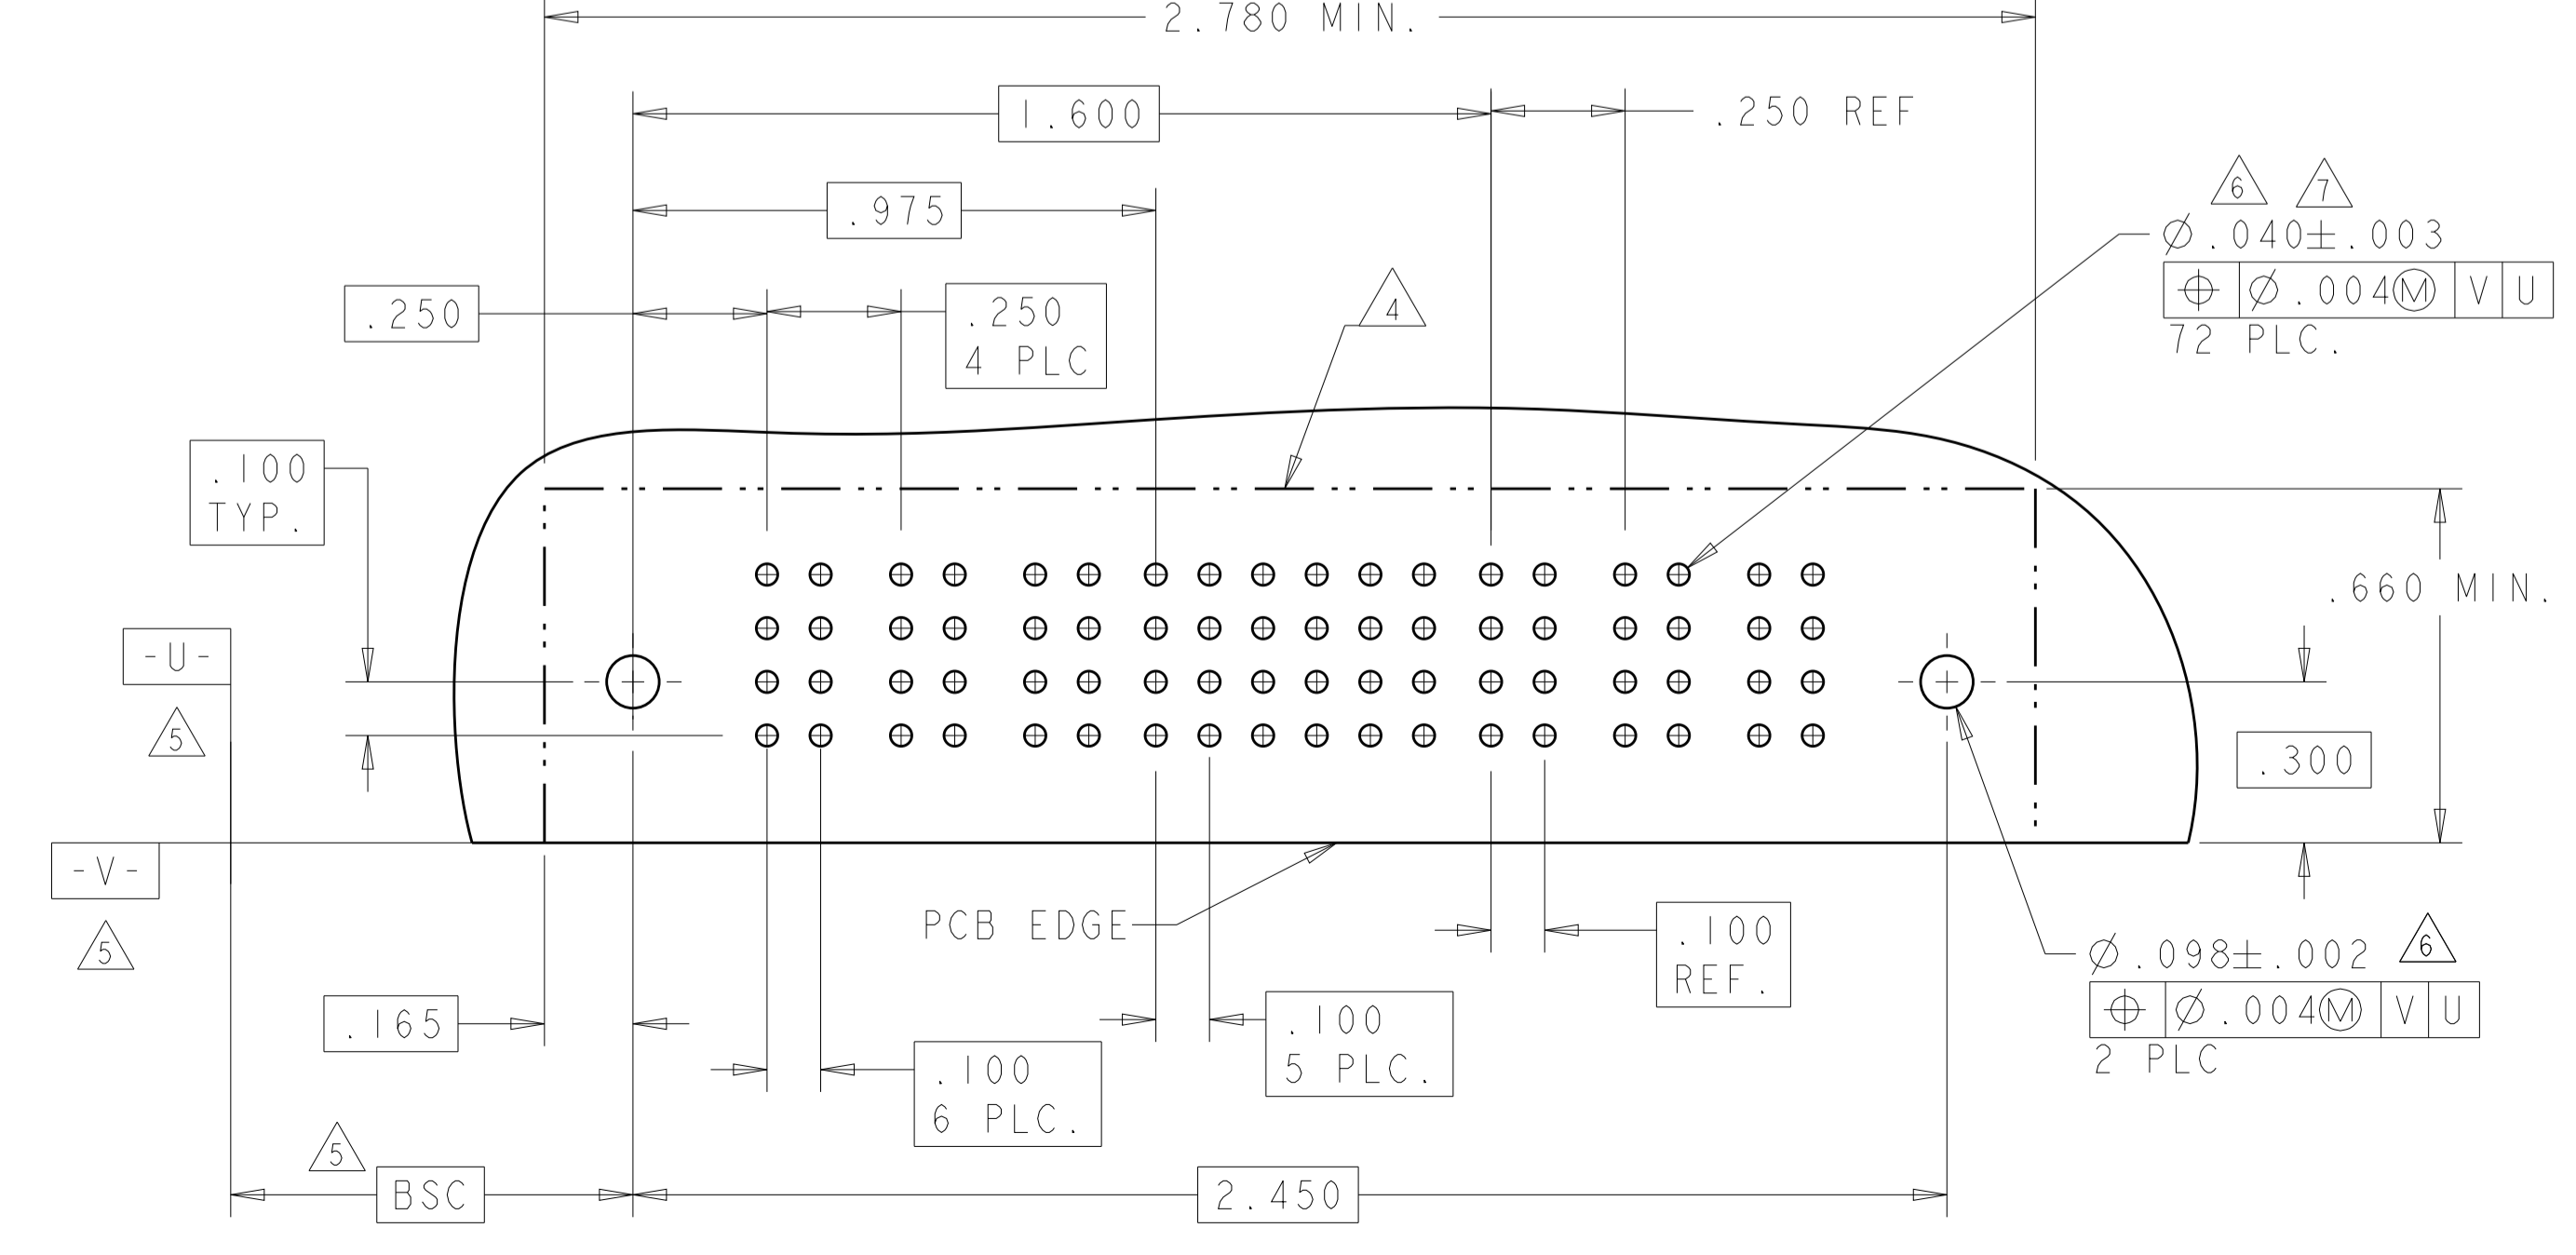 2.780 MIN.
1.600
.250 REF
.975
6
7
⌀.040±.003
⌖ ⌀.004Ⓜ V U
72 PLC.
.250
.250
4 PLC
4
.100
TYP.
.660 MIN.
-U-
5
.300
-V-
5
PCB EDGE
.100
REF.
⌀.098±.002
6
⌖ ⌀.004Ⓜ V U
2 PLC
.165
.100
5 PLC.
.100
6 PLC.
5
BSC
2.450